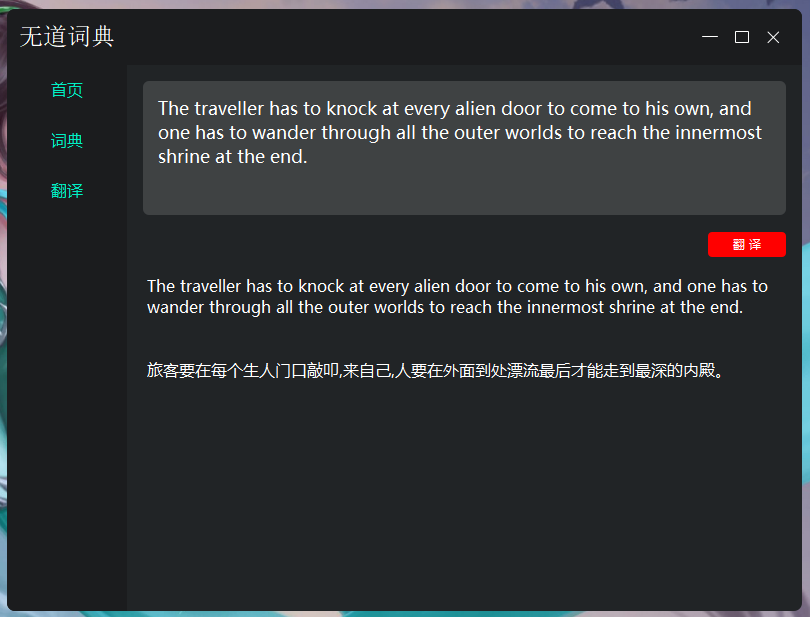 无道词典
首页
词典
翻译
The traveller has to knock at every alien door to come to his own, and
one has to wander through all the outer worlds to reach the innermost
shrine at the end.
翻 译
The traveller has to knock at every alien door to come to his own, and one has to
wander through all the outer worlds to reach the innermost shrine at the end.
旅客要在每个生人门口敲叩,来自己,人要在外面到处漂流最后才能走到最深的内殿。